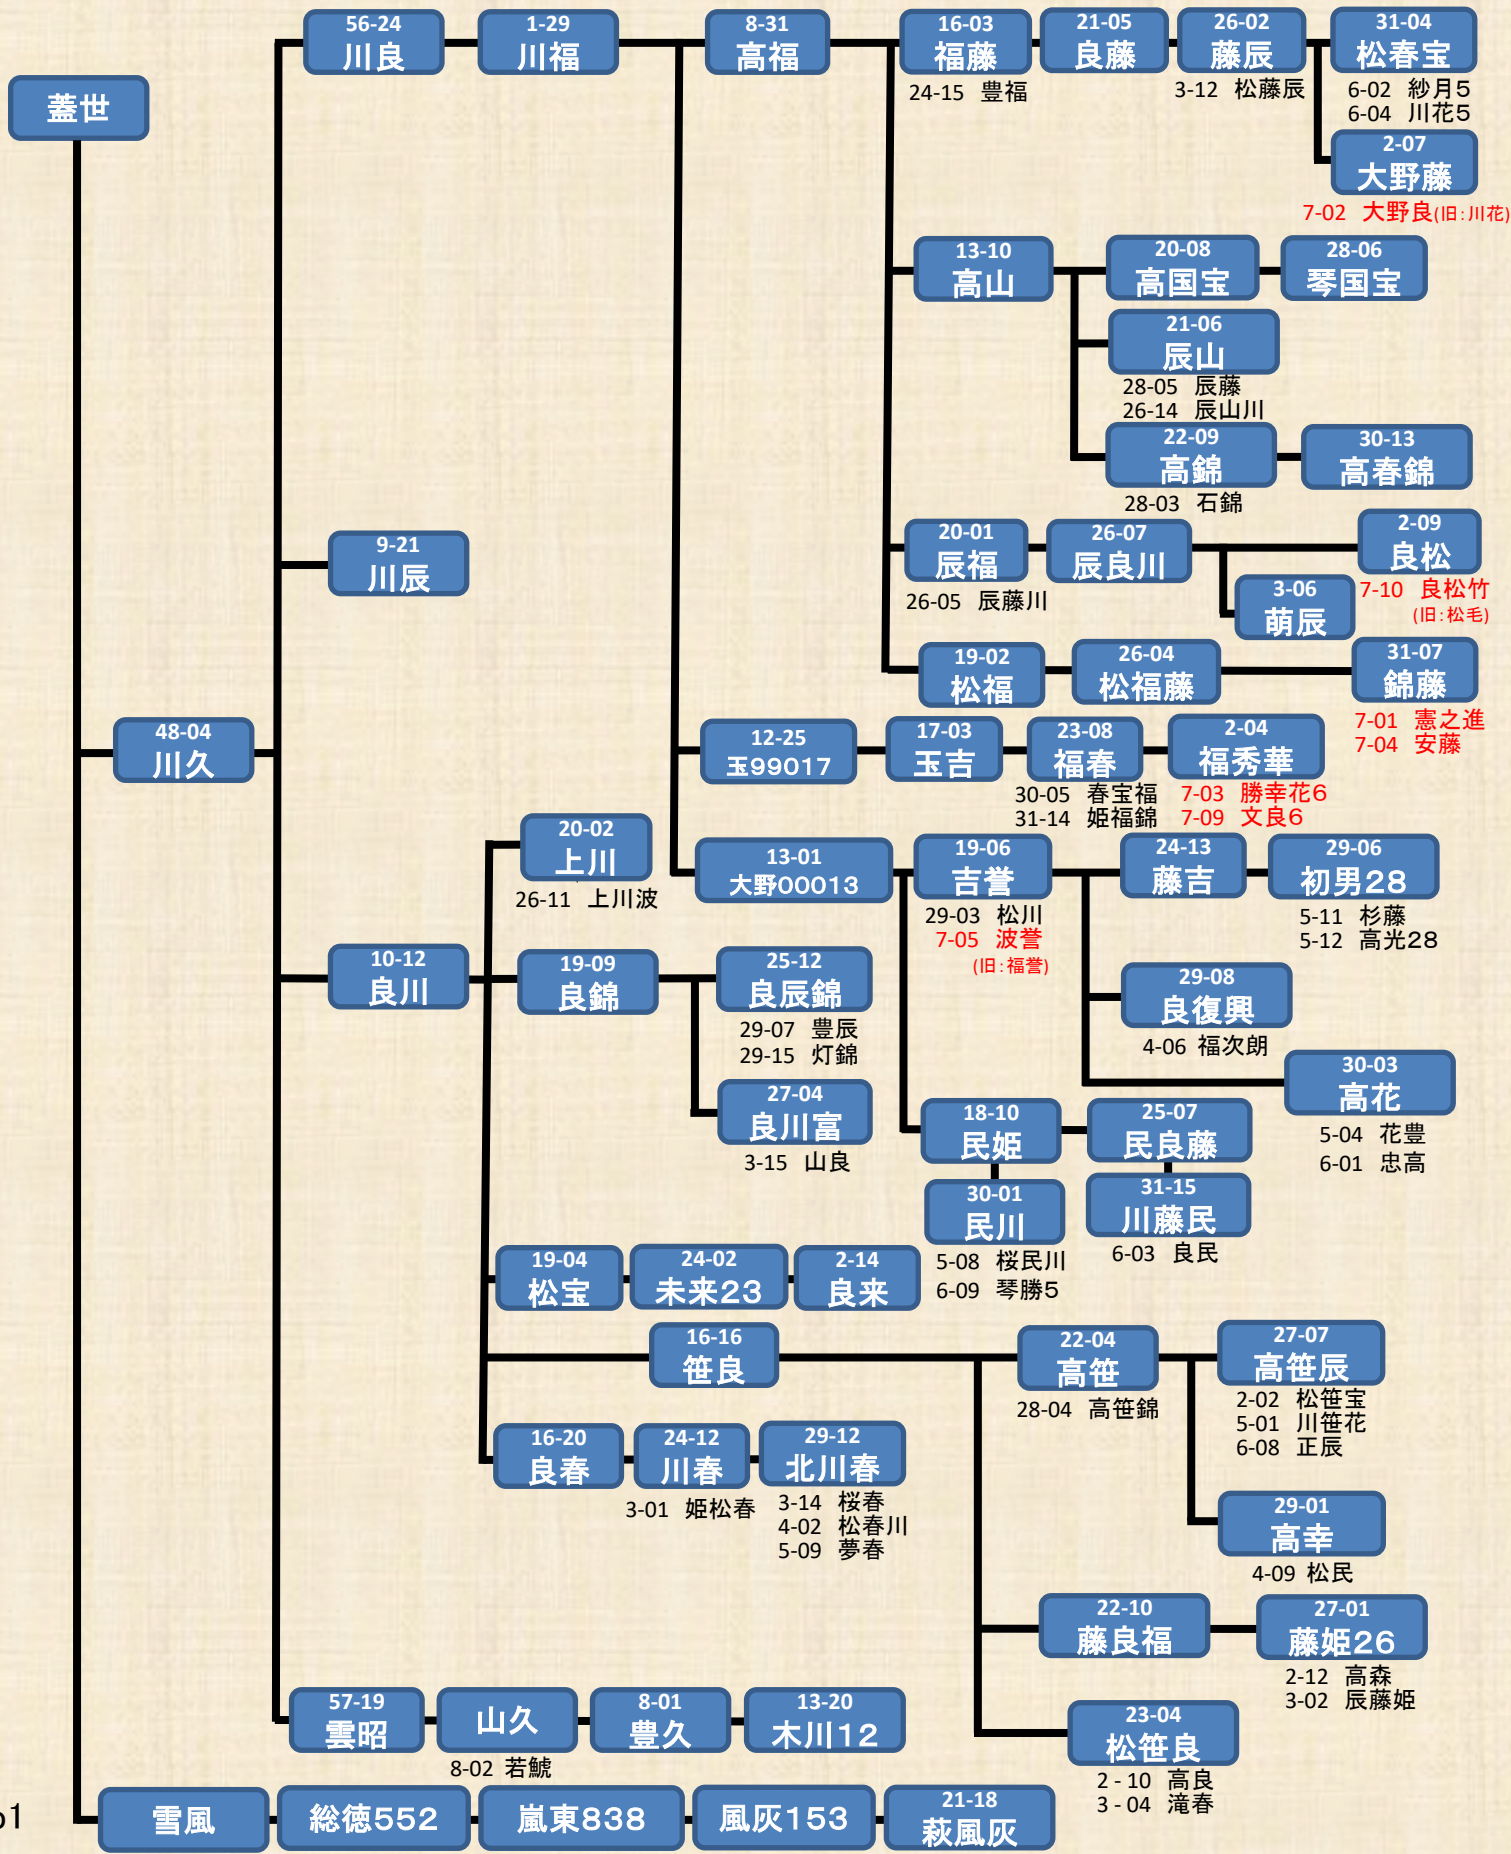 蓋世
56-24
川良
1-29
川福
8-31
高福
16-03
福藤
24-15 豊福
21-05
良藤
26-02
藤辰
3-12 松藤辰
31-04
松春宝
6-02 紗月5
6-04 川花5
2-07
大野藤
7-02 大野良(旧:川花)
13-10
高山
20-08
高国宝
28-06
琴国宝
21-06
辰山
28-05 辰藤
26-14 辰山川
22-09
高錦
28-03 石錦
30-13
高春錦
9-21
川辰
20-01
辰福
26-05 辰藤川
26-07
辰良川
2-09
良松
7-10 良松竹
(旧:松毛)
3-06
萌辰
19-02
松福
26-04
松福藤
31-07
錦藤
7-01 憲之進
7-04 安藤
48-04
川久
12-25
玉99017
17-03
玉吉
23-08
福春
30-05 春宝福
31-14 姫福錦
2-04
福秀華
7-03 勝幸花6
7-09 文良6
20-02
上川
26-11 上川波
13-01
大野00013
19-06
吉誉
29-03 松川
7-05 波誉
(旧:福誉)
24-13
藤吉
29-06
初男28
5-11 杉藤
5-12 高光28
10-12
良川
19-09
良錦
25-12
良辰錦
29-07 豊辰
29-15 灯錦
29-08
良復興
4-06 福次朗
27-04
良川富
3-15 山良
30-03
高花
5-04 花豊
6-01 忠高
18-10
民姫
25-07
民良藤
30-01
民川
5-08 桜民川
6-09 琴勝5
31-15
川藤民
6-03 良民
19-04
松宝
24-02
未来23
2-14
良来
16-16
笹良
22-04
高笹
28-04 高笹錦
27-07
高笹辰
2-02 松笹宝
5-01 川笹花
6-08 正辰
16-20
良春
24-12
川春
3-01 姫松春
29-12
北川春
3-14 桜春
4-02 松春川
5-09 夢春
29-01
高幸
4-09 松民
22-10
藤良福
27-01
藤姫26
2-12 高森
3-02 辰藤姫
57-19
雲昭
山久
8-02 若鯱
8-01
豊久
13-20
木川12
23-04
松笹良
2-10 高良
3-04 滝春
雪風
総徳552
嵐東838
風灰153
21-18
萩風灰